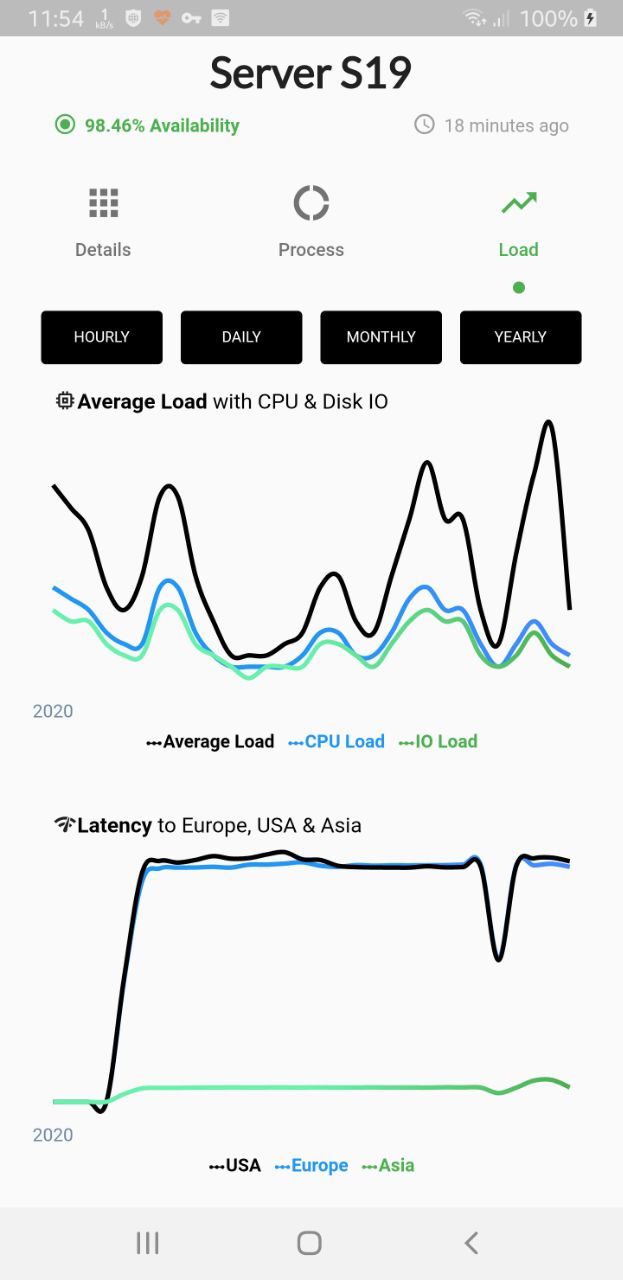 11:54 1 kB/s 100%
Server S19
98.46% Availability 18 minutes ago
Details Process Load
HOURLY DAILY MONTHLY YEARLY
Average Load with CPU & Disk IO
2020
Average Load CPU Load IO Load
Latency to Europe, USA & Asia
2020
USA Europe Asia